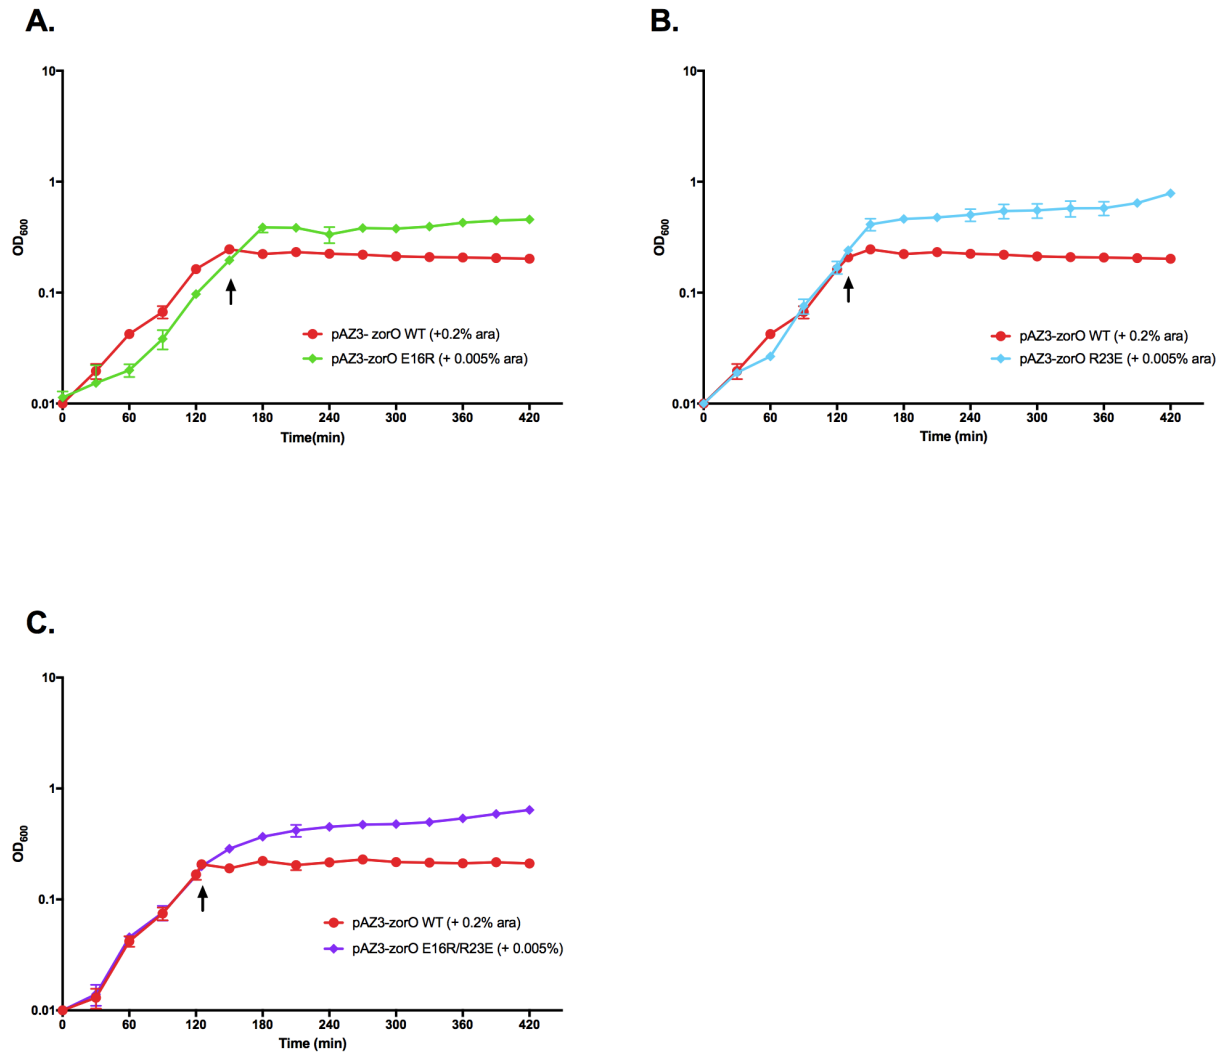 A.
10
1
0.1
0.01
OD600
0 60 120 180 240 300 360 420
Time(min)
pAZ3- zorO WT (+0.2% ara)
pAZ3-zorO E16R (+ 0.005% ara)
B.
10
1
0.1
0.01
OD600
0 60 120 180 240 300 360 420
Time (min)
pAZ3-zorO WT (+ 0.2% ara)
pAZ3-zorO R23E (+ 0.005% ara)
C.
10
1
0.1
0.01
OD600
0 60 120 180 240 300 360 420
Time (min)
pAZ3-zorO WT (+ 0.2% ara)
pAZ3-zorO E16R/R23E (+ 0.005%)